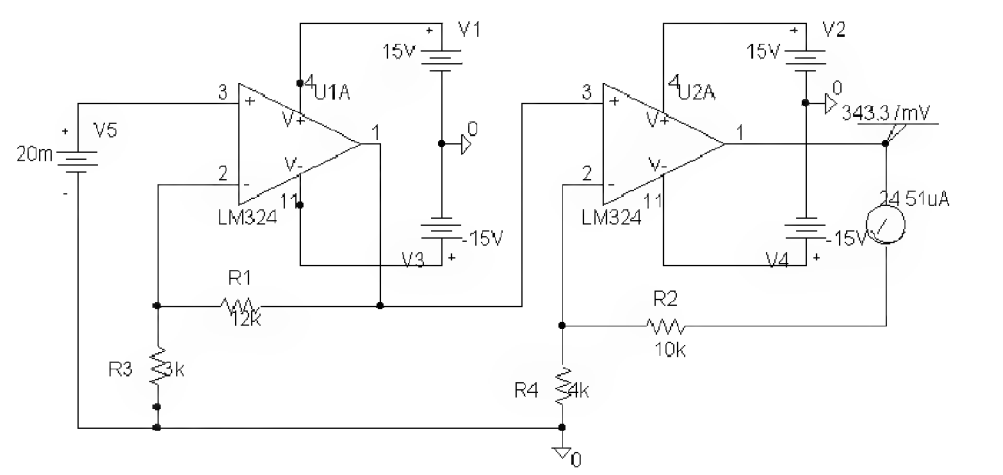 + V1
15V
4
3
+
U1A
V+
1
0
+
V5
20m
-
V-
2
-
11
LM324
-15V
V3
+
R1
12k
R3
3k
+ V2
15V
4
3
+
U2A
V+
1
0
343.37mV
V-
2
-
11
LM324
24.51uA
-15V
V4
+
R2
10k
R4
4k
0